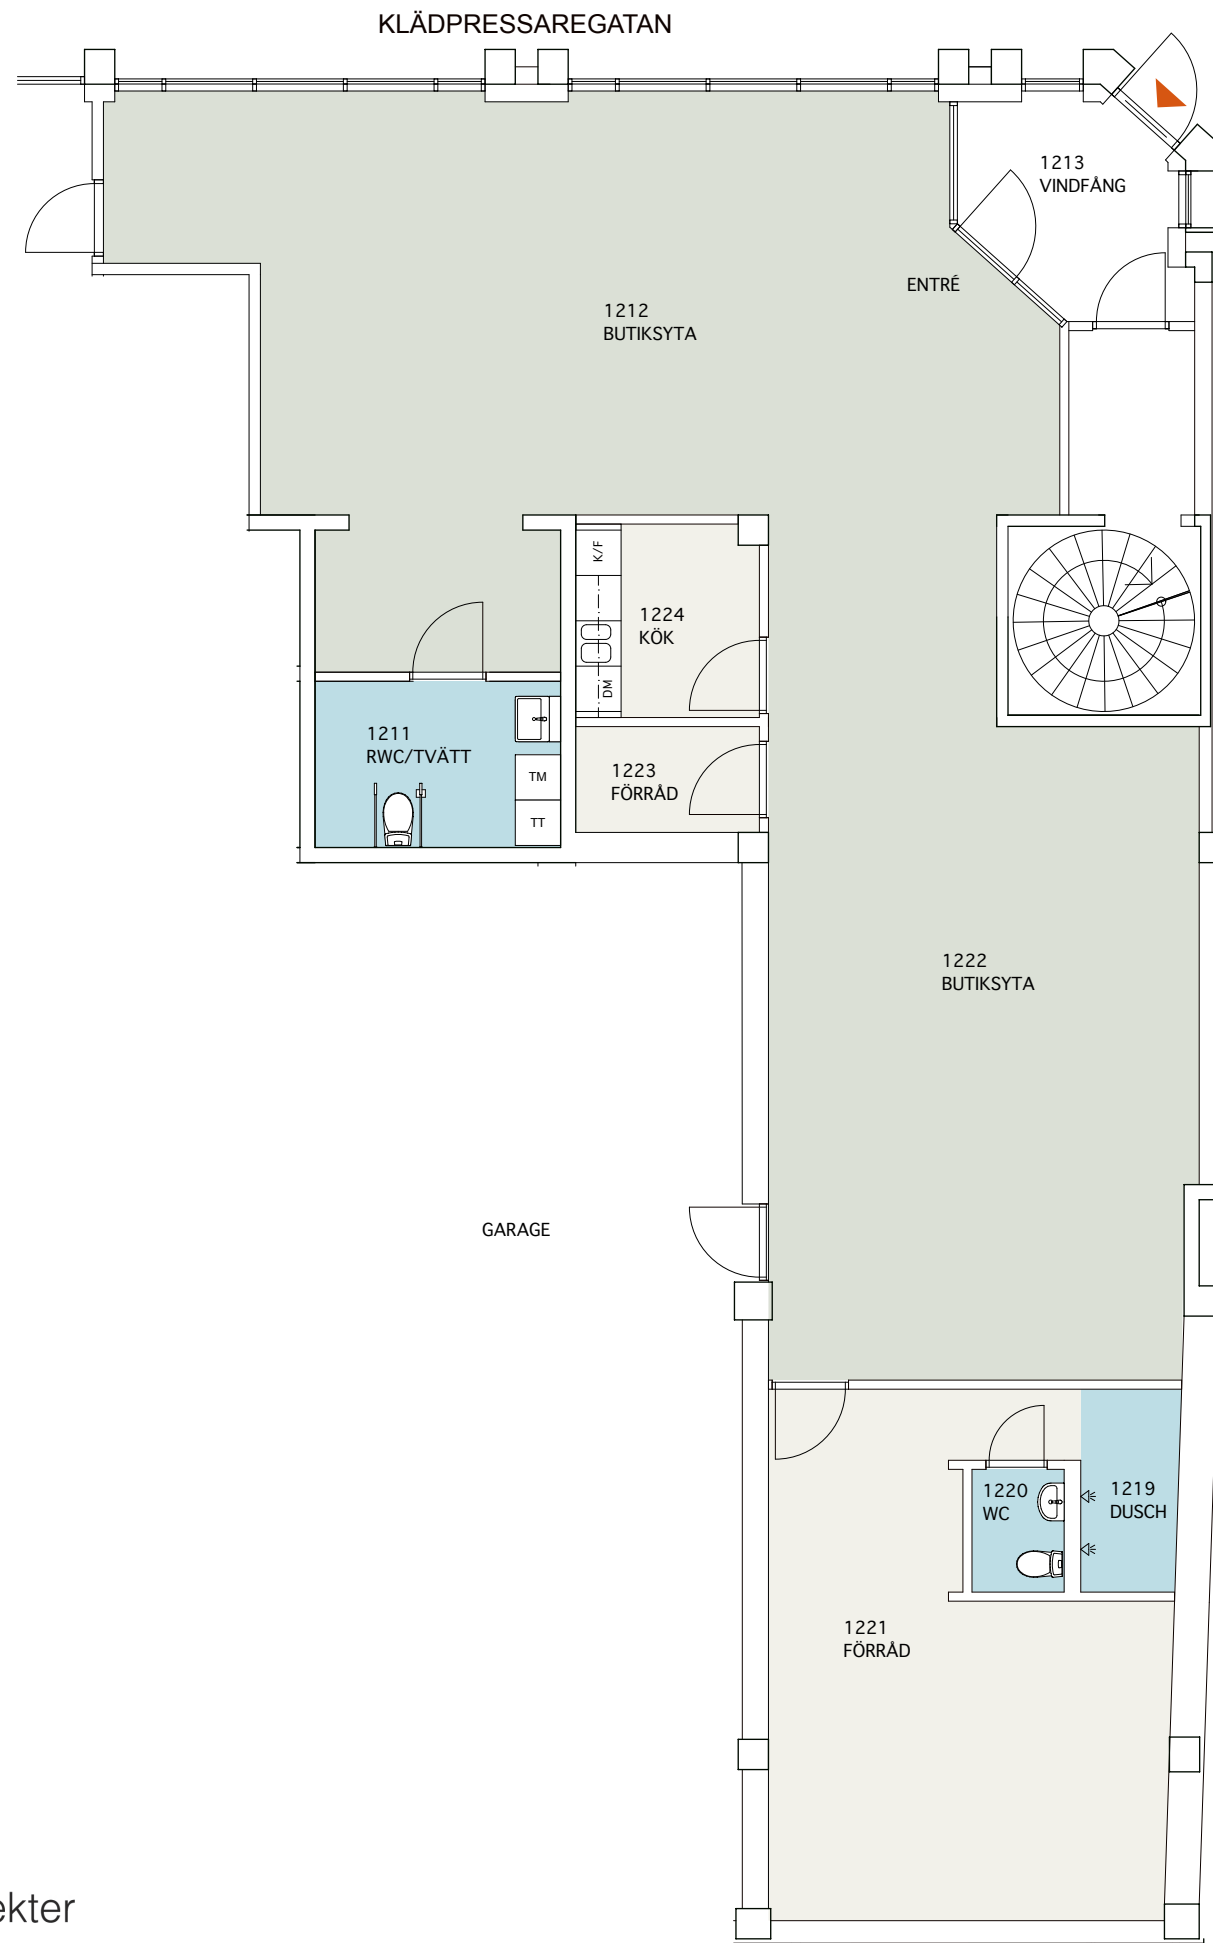 KLÄDPRESSAREGATAN
1213
VINDFÅNG
ENTRÉ
1212
BUTIKSYTA
K/F
1224
KÖK
DM
1211
RWC/TVÄTT
TM
TT
1223
FÖRRÅD
1222
BUTIKSYTA
GARAGE
1220
WC
1219
DUSCH
1221
FÖRRÅD
ekter